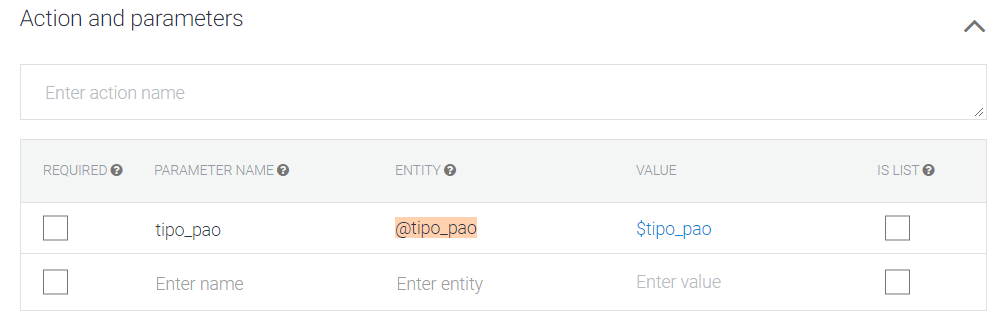 Action and parameters
Enter action name
REQUIRED PARAMETER NAME ENTITY VALUE IS LIST
tipo_pao @tipo_pao $tipo_pao
Enter name Enter entity Enter value